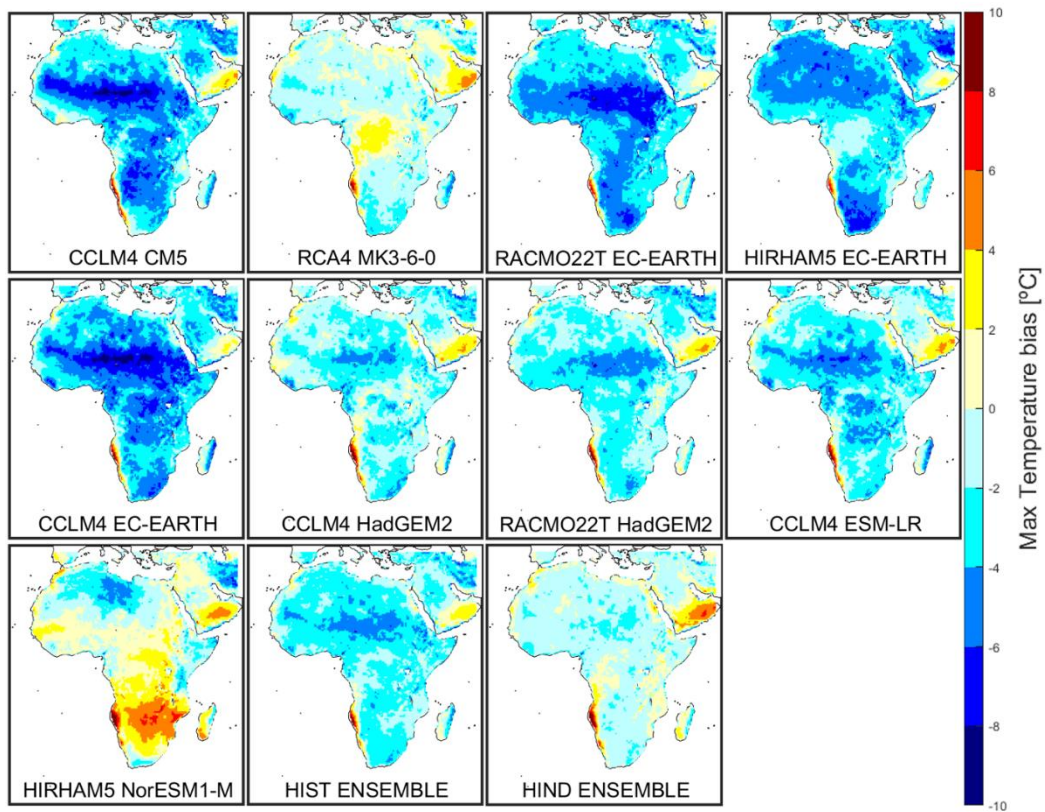 CCLM4 CM5
RCA4 MK3-6-0
RACMO22T EC-EARTH
HIRHAM5 EC-EARTH
CCLM4 EC-EARTH
CCLM4 HadGEM2
RACMO22T HadGEM2
CCLM4 ESM-LR
HIRHAM5 NorESM1-M
HIST ENSEMBLE
HIND ENSEMBLE
10
8
6
4
2
0
-2
-4
-6
-8
-10
Max Temperature bias [ºC]